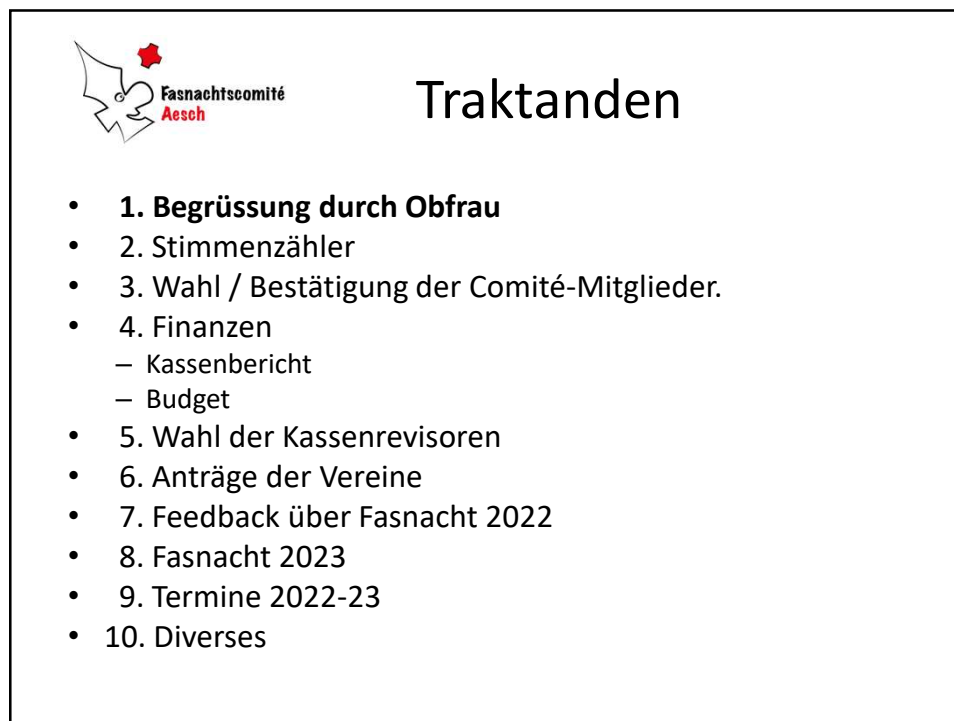 Fasnachtscomité
Aesch
Traktanden
• 1. Begrüssung durch Obfrau
• 2. Stimmenzähler
• 3. Wahl / Bestätigung der Comité-Mitglieder.
• 4. Finanzen
– Kassenbericht
– Budget
• 5. Wahl der Kassenrevisoren
• 6. Anträge der Vereine
• 7. Feedback über Fasnacht 2022
• 8. Fasnacht 2023
• 9. Termine 2022-23
• 10. Diverses